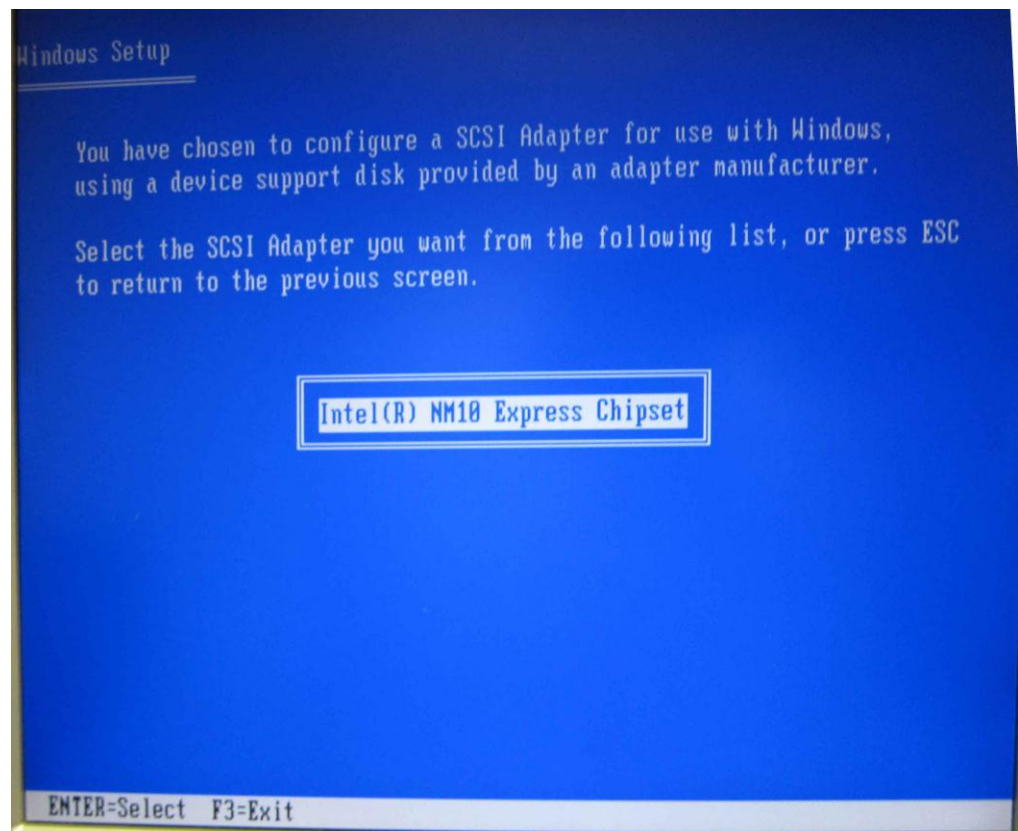 Windows Setup
You have chosen to configure a SCSI Adapter for use with Windows,
using a device support disk provided by an adapter manufacturer.
Select the SCSI Adapter you want from the following list, or press ESC
to return to the previous screen.
Intel(R) NM10 Express Chipset
ENTER=Select F3=Exit